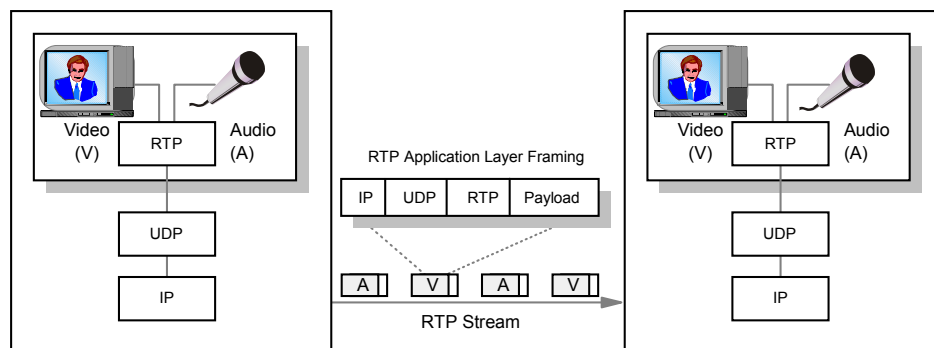 Video
(V)
RTP
Audio
(A)
UDP
IP
RTP Application Layer Framing
IP UDP RTP Payload
A V A V
RTP Stream
Video
(V)
RTP
Audio
(A)
UDP
IP